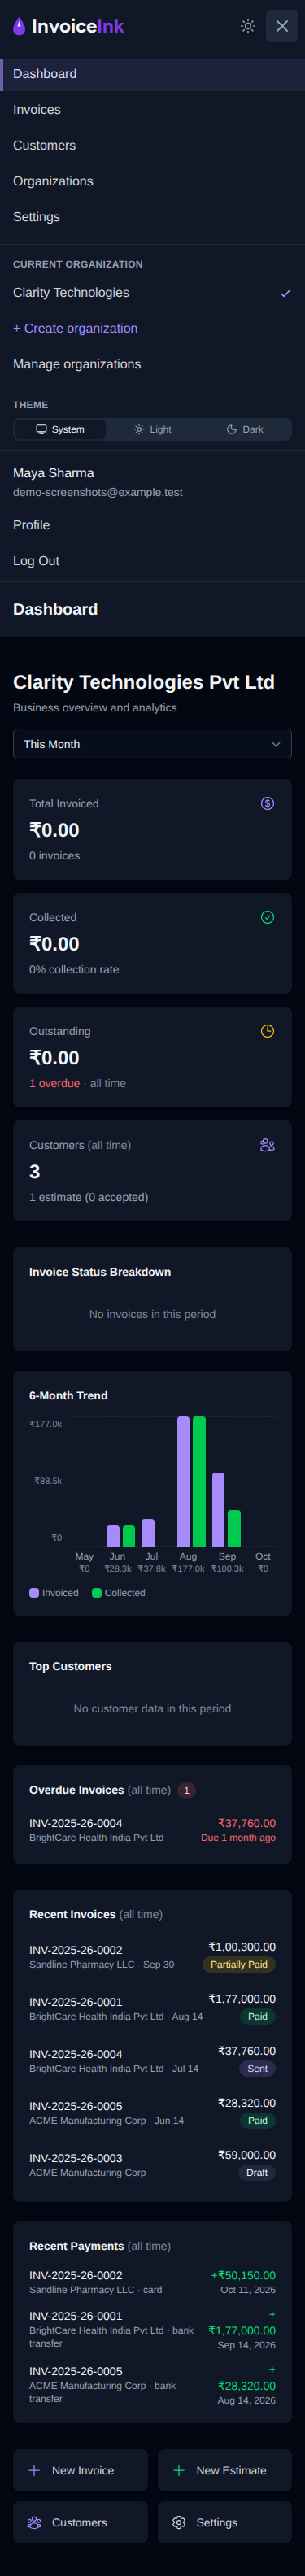 InvoiceInk
Dashboard
Invoices
Customers
Organizations
Settings
CURRENT ORGANIZATION
Clarity Technologies
+ Create organization
Manage organizations
THEME
System Light Dark
Maya Sharma
demo-screenshots@example.test
Profile
Log Out
Dashboard
Clarity Technologies Pvt Ltd
Business overview and analytics
This Month
Total Invoiced
₹0.00
0 invoices
Collected
₹0.00
0% collection rate
Outstanding
₹0.00
1 overdue · all time
Customers (all time)
3
1 estimate (0 accepted)
Invoice Status Breakdown
No invoices in this period
6-Month Trend
₹177.0k
₹88.5k
₹0
May Jun Jul Aug Sep Oct
₹0 ₹28.3k ₹37.8k ₹177.0k ₹100.3k ₹0
Invoiced Collected
Top Customers
No customer data in this period
Overdue Invoices (all time) 1
INV-2025-26-0004 ₹37,760.00
BrightCare Health India Pvt Ltd Due 1 month ago
Recent Invoices (all time)
INV-2025-26-0002 ₹1,00,300.00
Sandline Pharmacy LLC · Sep 30 Partially Paid
INV-2025-26-0001 ₹1,77,000.00
BrightCare Health India Pvt Ltd · Aug 14 Paid
INV-2025-26-0004 ₹37,760.00
BrightCare Health India Pvt Ltd · Jul 14 Sent
INV-2025-26-0005 ₹28,320.00
ACME Manufacturing Corp · Jun 14 Paid
INV-2025-26-0003 ₹59,000.00
ACME Manufacturing Corp · Draft
Recent Payments (all time)
INV-2025-26-0002 +₹50,150.00
Sandline Pharmacy LLC · card Oct 11, 2026
INV-2025-26-0001 +
BrightCare Health India Pvt Ltd · bank ₹1,77,000.00
transfer Sep 14, 2026
INV-2025-26-0005 +
ACME Manufacturing Corp · bank ₹28,320.00
transfer Aug 14, 2026
New Invoice New Estimate
Customers Settings